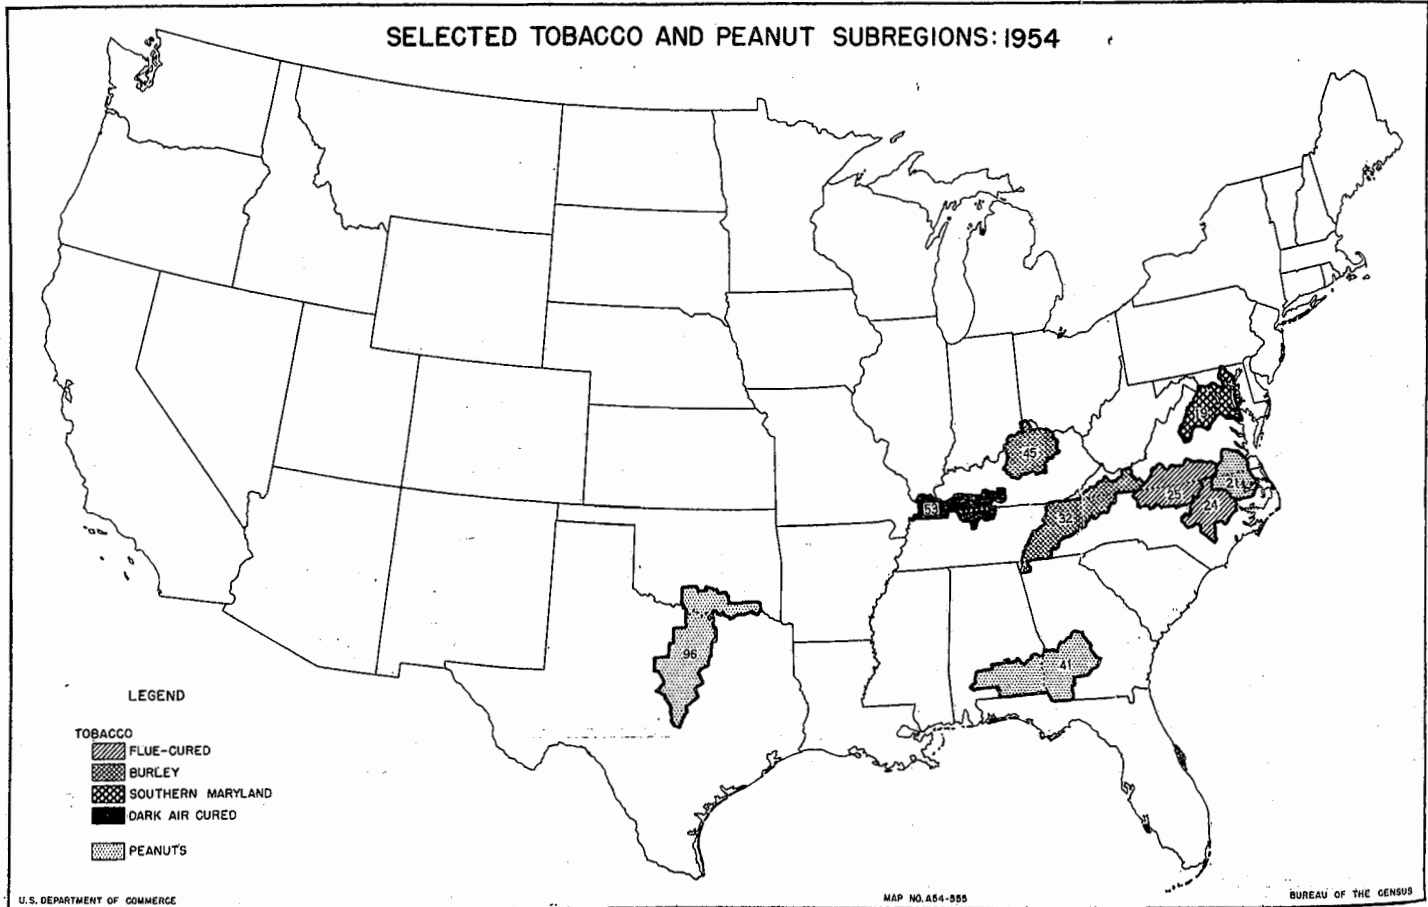 SELECTED TOBACCO AND PEANUT SUBREGIONS: 1954
9
45
21
25
24
53
32
96
41
LEGEND
TOBACCO
FLUE-CURED
BURLEY
SOUTHERN MARYLAND
DARK AIR CURED
PEANUTS
U.S. DEPARTMENT OF COMMERCE
MAP NO. A54-555
BUREAU OF THE CENSUS